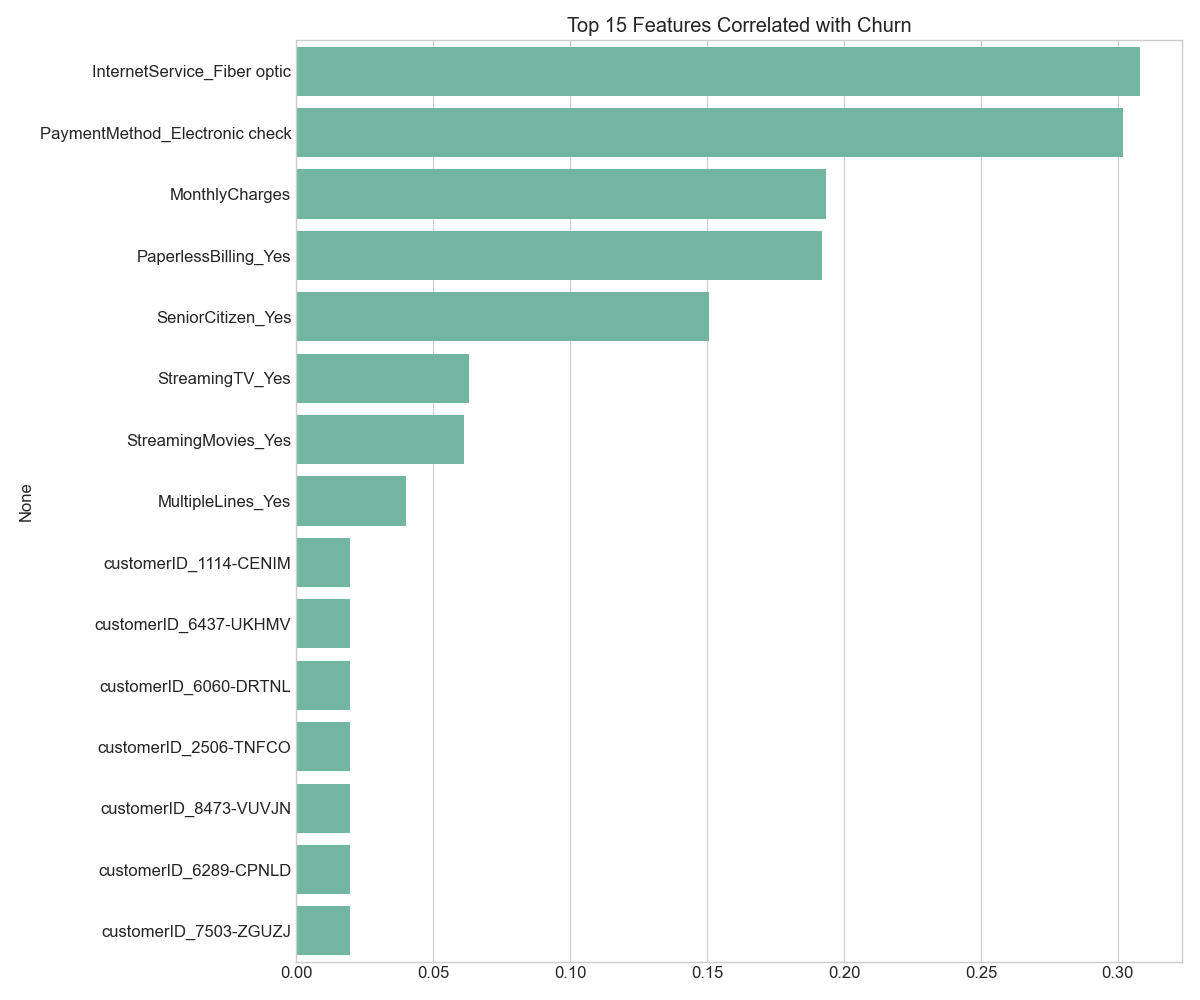 Top 15 Features Correlated with Churn
InternetService_Fiber optic
PaymentMethod_Electronic check
MonthlyCharges
PaperlessBilling_Yes
SeniorCitizen_Yes
StreamingTV_Yes
StreamingMovies_Yes
MultipleLines_Yes
customerID_1114-CENIM
customerID_6437-UKHMV
customerID_6060-DRTNL
customerID_2506-TNFCO
customerID_8473-VUVJN
customerID_6289-CPNLD
customerID_7503-ZGUZJ
None
0.00 0.05 0.10 0.15 0.20 0.25 0.30